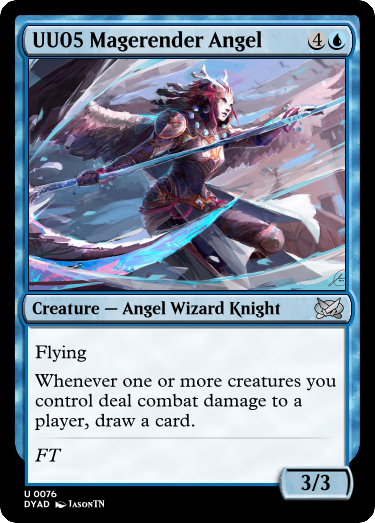 UU05 Magerender Angel 4
Creature — Angel Wizard Knight
Flying
Whenever one or more creatures you
control deal combat damage to a
player, draw a card.
FT
3/3
U 0076
DYAD JASONTN